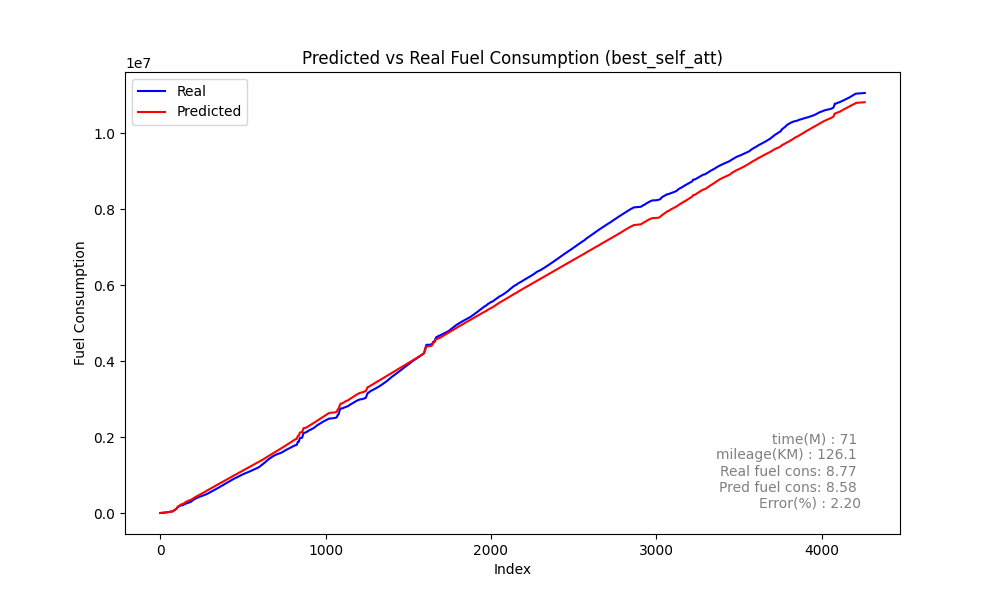 Predicted vs Real Fuel Consumption (best_self_att)
1e7
Real
Predicted
1.0
0.8
0.6
0.4
0.2
0.0
Fuel Consumption
time(M) : 71
mileage(KM) : 126.1
Real fuel cons: 8.77
Pred fuel cons: 8.58
Error(%) : 2.20
0 1000 2000 3000 4000
Index